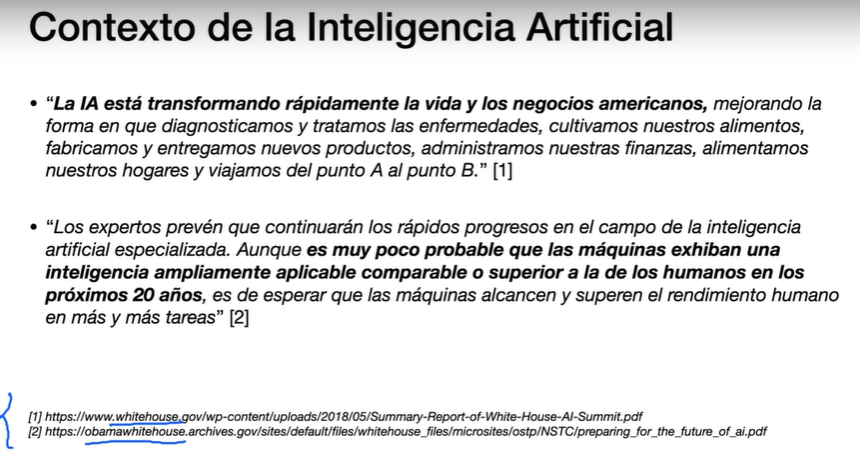 Contexto de la Inteligencia Artificial
• “La IA está transformando rápidamente la vida y los negocios americanos, mejorando la
forma en que diagnosticamos y tratamos las enfermedades, cultivamos nuestros alimentos,
fabricamos y entregamos nuevos productos, administramos nuestras finanzas, alimentamos
nuestros hogares y viajamos del punto A al punto B.” [1]
• “Los expertos prevén que continuarán los rápidos progresos en el campo de la inteligencia
artificial especializada. Aunque es muy poco probable que las máquinas exhiban una
inteligencia ampliamente aplicable comparable o superior a la de los humanos en los
próximos 20 años, es de esperar que las máquinas alcancen y superen el rendimiento humano
en más y más tareas” [2]
[1] https://www.whitehouse.gov/wp-content/uploads/2018/05/Summary-Report-of-White-House-AI-Summit.pdf
[2] https://obamawhitehouse.archives.gov/sites/default/files/whitehouse_files/microsites/ostp/NSTC/preparing_for_the_future_of_ai.pdf